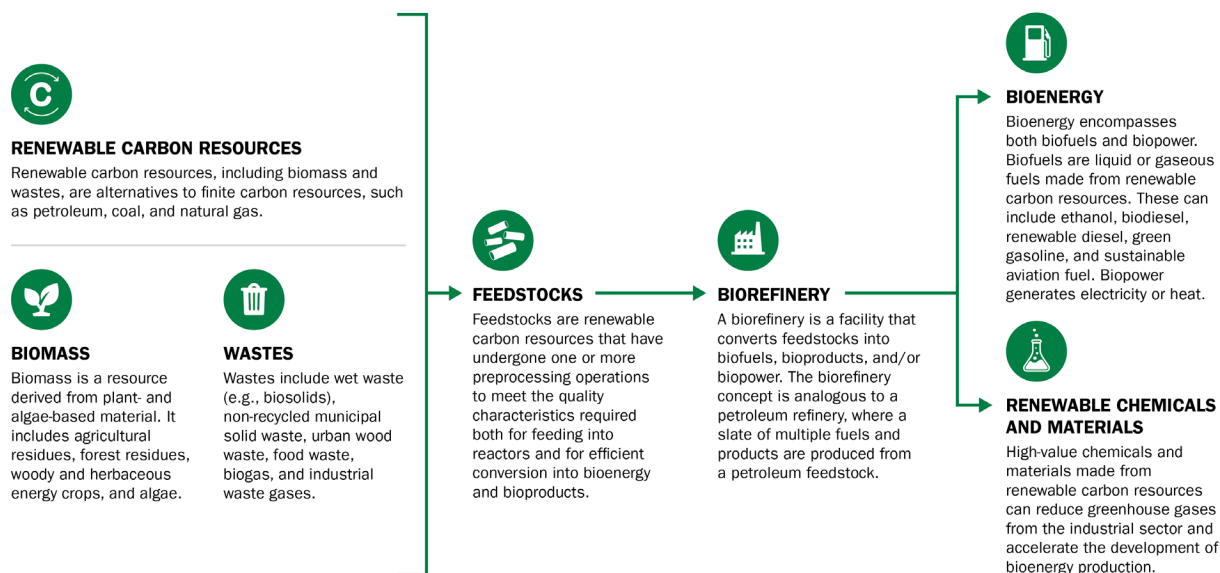 C
RENEWABLE CARBON RESOURCES
Renewable carbon resources, including biomass and
wastes, are alternatives to finite carbon resources, such
as petroleum, coal, and natural gas.
BIOMASS
Biomass is a resource
derived from plant- and
algae-based material. It
includes agricultural
residues, forest residues,
woody and herbaceous
energy crops, and algae.
WASTES
Wastes include wet waste
(e.g., biosolids),
non-recycled municipal
solid waste, urban wood
waste, food waste,
biogas, and industrial
waste gases.
FEEDSTOCKS
Feedstocks are renewable
carbon resources that have
undergone one or more
preprocessing operations
to meet the quality
characteristics required
both for feeding into
reactors and for efficient
conversion into bioenergy
and bioproducts.
BIOREFINERY
A biorefinery is a facility that
converts feedstocks into
biofuels, bioproducts, and/or
biopower. The biorefinery
concept is analogous to a
petroleum refinery, where a
slate of multiple fuels and
products are produced from
a petroleum feedstock.
BIOENERGY
Bioenergy encompasses
both biofuels and biopower.
Biofuels are liquid or gaseous
fuels made from renewable
carbon resources. These can
include ethanol, biodiesel,
renewable diesel, green
gasoline, and sustainable
aviation fuel. Biopower
generates electricity or heat.
RENEWABLE CHEMICALS
AND MATERIALS
High-value chemicals and
materials made from
renewable carbon resources
can reduce greenhouse gases
from the industrial sector and
accelerate the development of
bioenergy production.